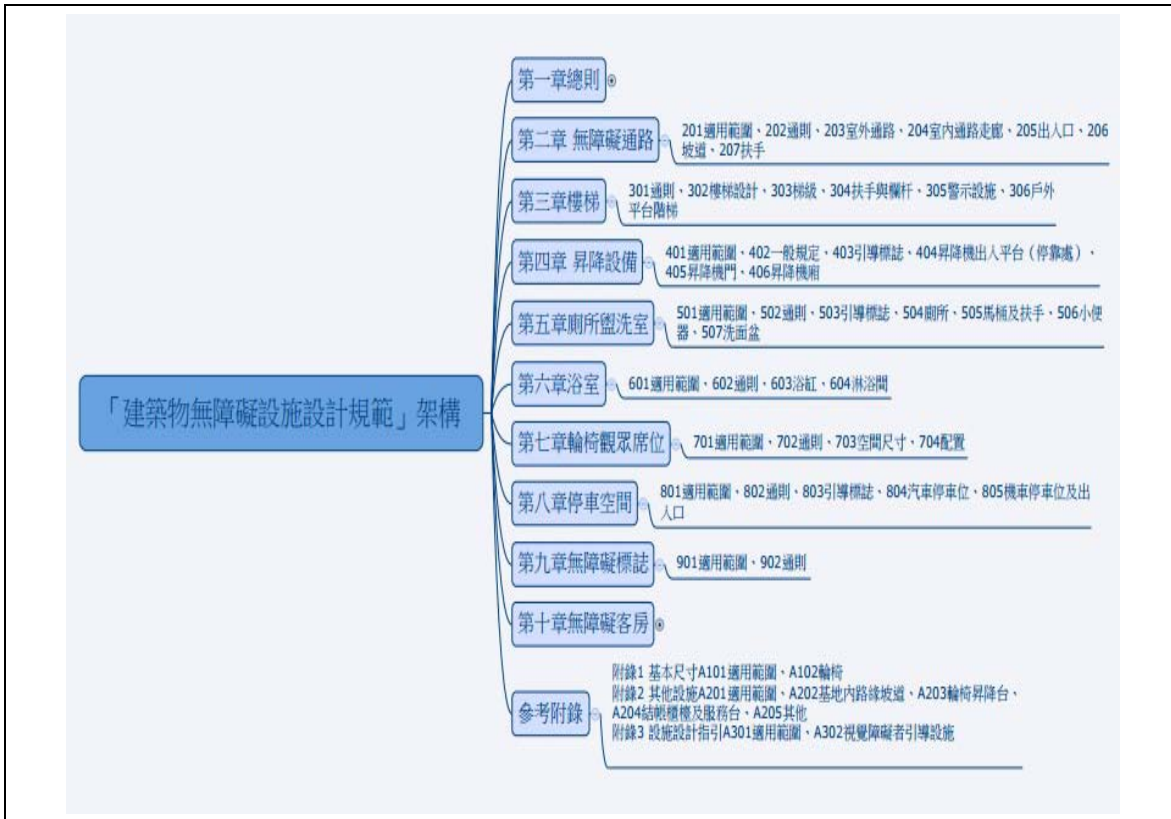 「建築物無障礙設施設計規範」架構
第一章總則
第二章 無障礙通路
201適用範圍、202通則、203室外通路、204室內通路走廊、205出入口、206
坡道、207扶手
第三章樓梯
301通則、302樓梯設計、303梯級、304扶手與欄杆、305警示設施、306戶外
平台階梯
第四章 昇降設備
401適用範圍、402一般規定、403引導標誌、404昇降機出入平台（停靠處）、
405昇降機門、406昇降機廂
第五章廁所盥洗室
501適用範圍、502通則、503引導標誌、504廁所、505馬桶及扶手、506小便
器、507洗面盆
第六章浴室
601適用範圍、602通則、603浴缸、604淋浴間
第七章輪椅觀眾席位
701適用範圍、702通則、703空間尺寸、704配置
第八章停車空間
801適用範圍、802通則、803引導標誌、804汽車停車位、805機車停車位及出
入口
第九章無障礙標誌
901適用範圍、902通則
第十章無障礙客房
參考附錄
附錄1 基本尺寸A101適用範圍、A102輪椅
附錄2 其他設施A201適用範圍、A202基地內路緣坡道、A203輪椅昇降台、
A204結帳櫃檯及服務台、A205其他
附錄3 設施設計指引A301適用範圍、A302視覺障礙者引導設施